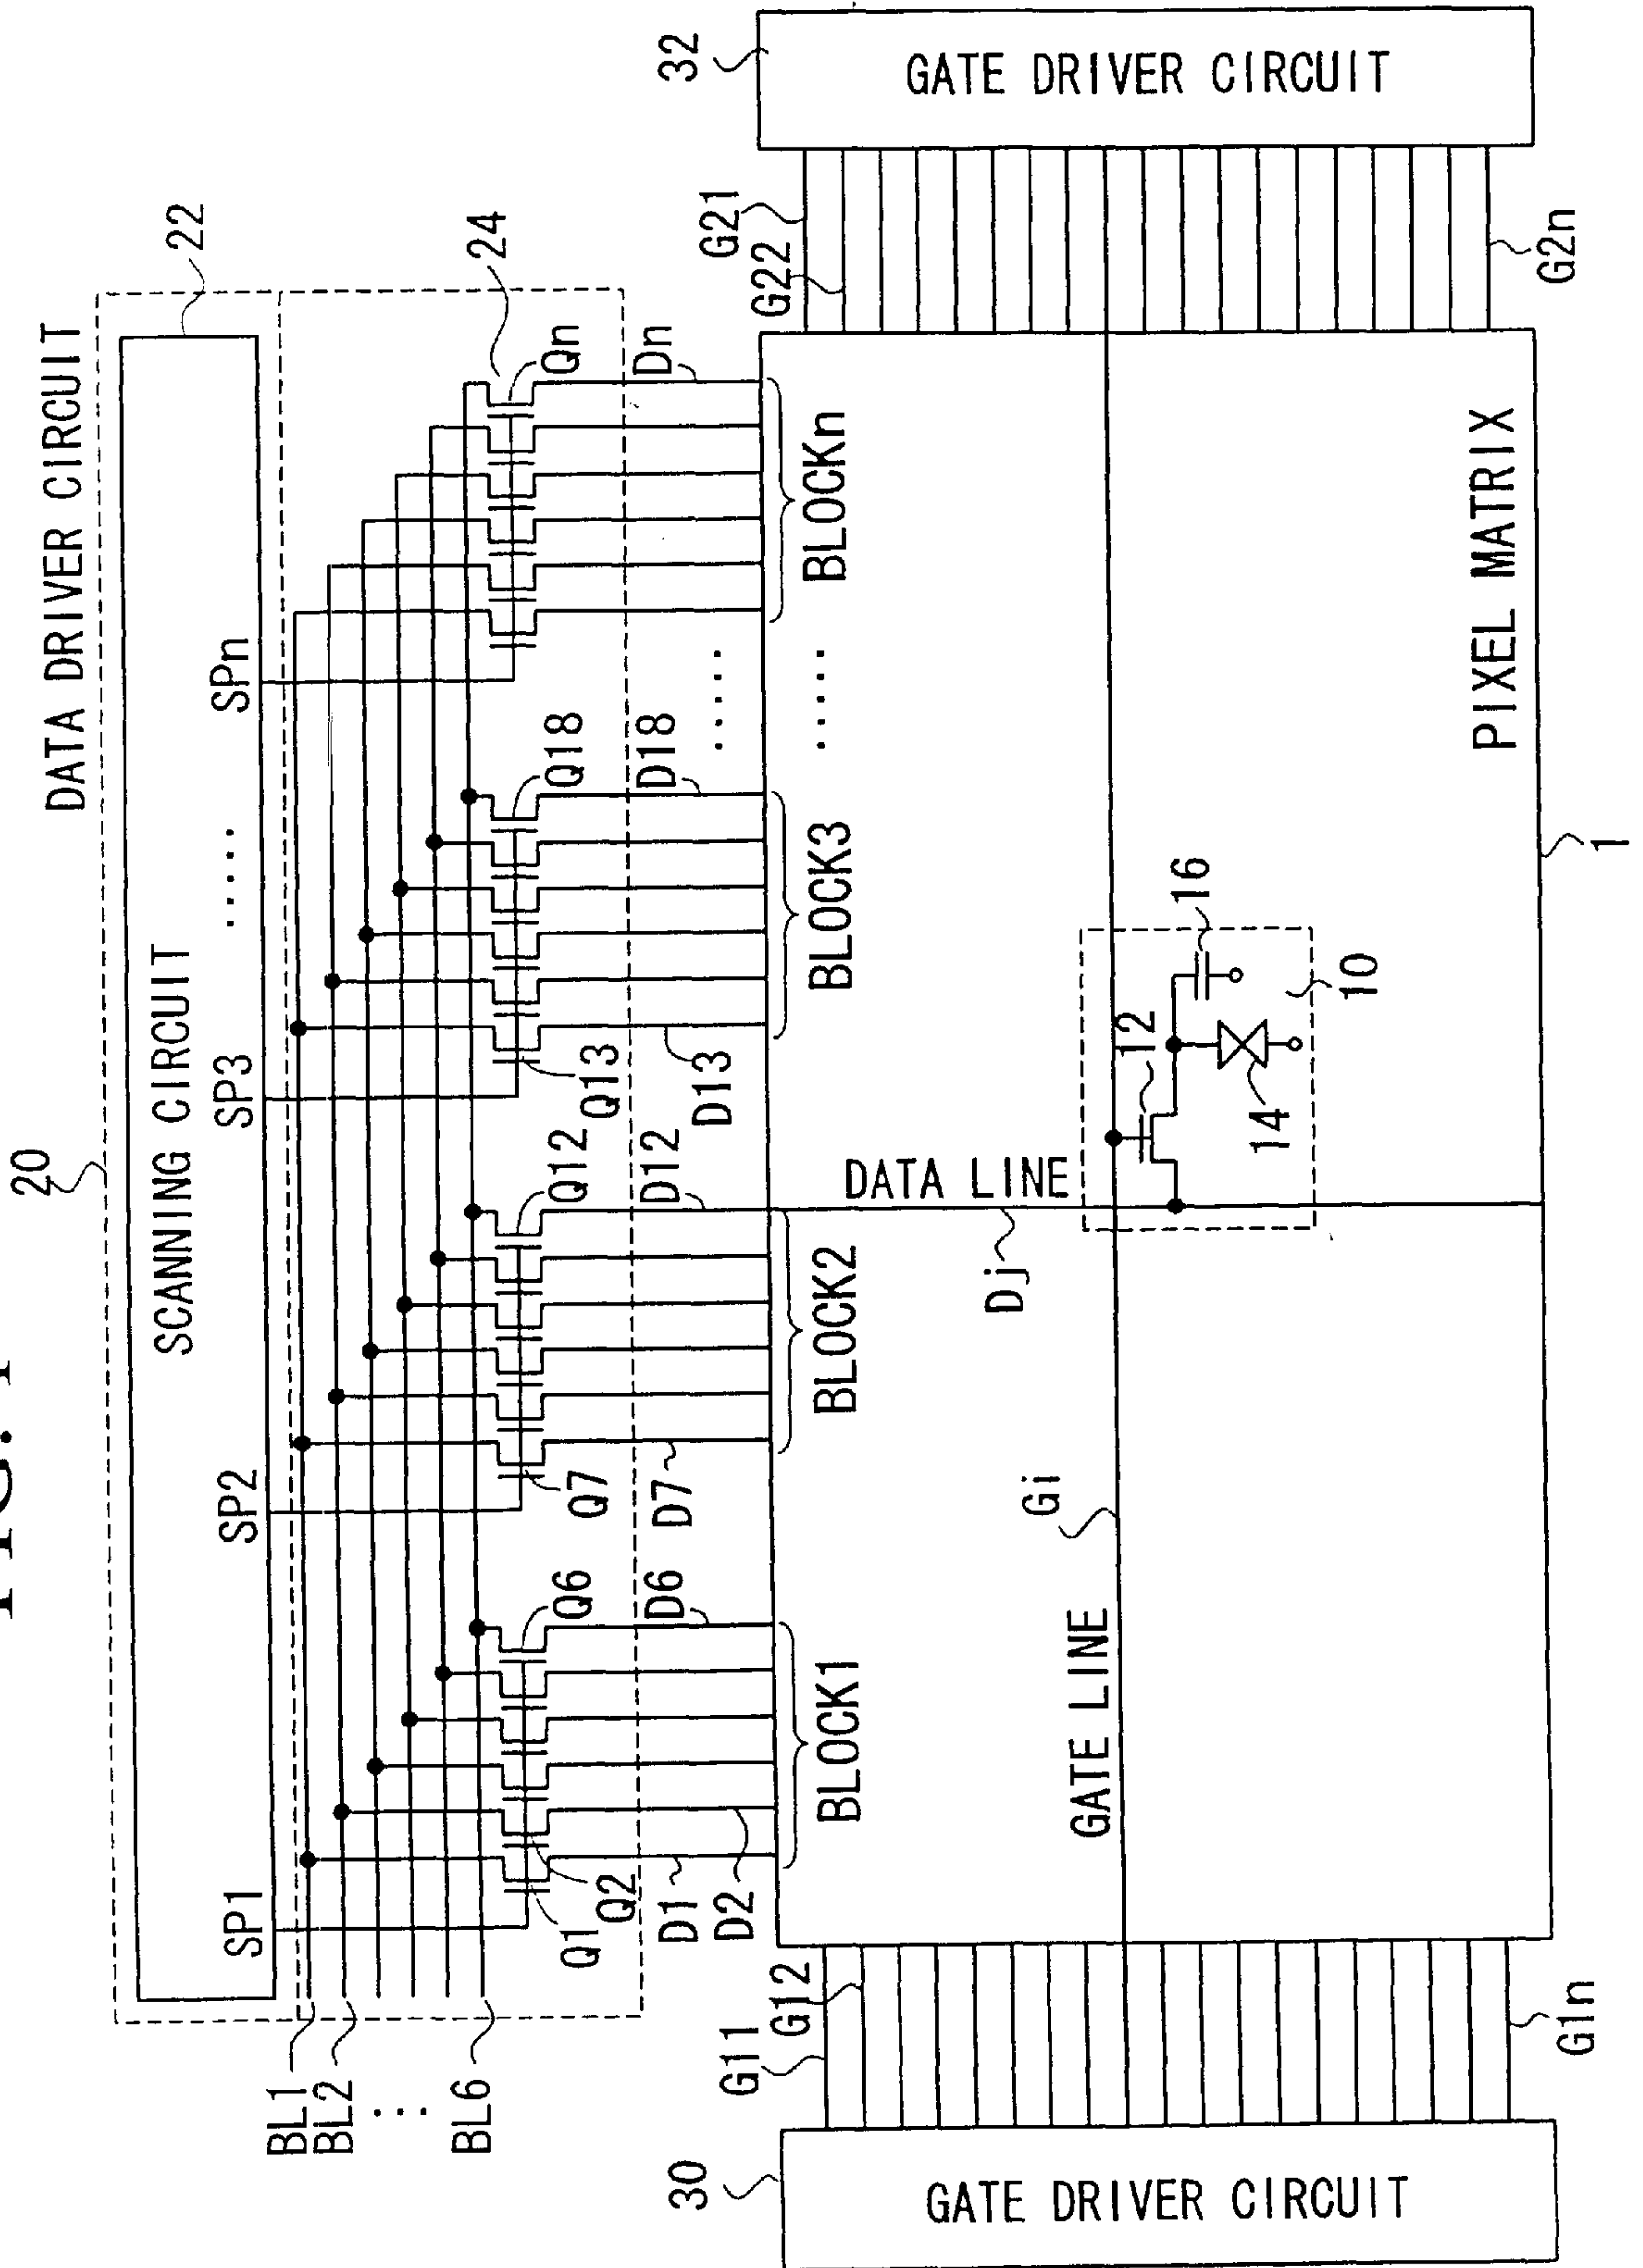 FIG. 1
20
DATA DRIVER CIRCUIT
SCANNING CIRCUIT
22
SP1
SP2
SP3
......
SPn
BL1
BL2
...
BL6
24
Q1
Q2
Q6
Q7
Q12
Q13
Q18
Qn
D1
D2
D6
D7
D12
D13
D18
.....
Dn
BLOCK1
BLOCK2
BLOCK3
.....
BLOCKn
30
GATE DRIVER CIRCUIT
G11
G12
G1n
32
GATE DRIVER CIRCUIT
G21
G22
G2n
GATE LINE
Gi
DATA LINE
Dj
12
14
16
10
PIXEL MATRIX
1